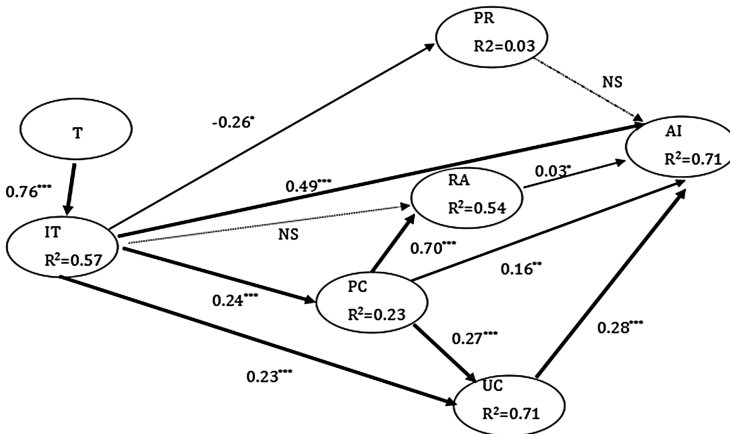 PR
R2=0.03
NS
-0.26*
T
AI
R²=0.71
0.76***
0.49***
RA
R²=0.54
0.03*
IT
R²=0.57
NS
0.70***
0.16**
0.24***
PC
R²=0.23
0.27***
0.28***
0.23***
UC
R²=0.71